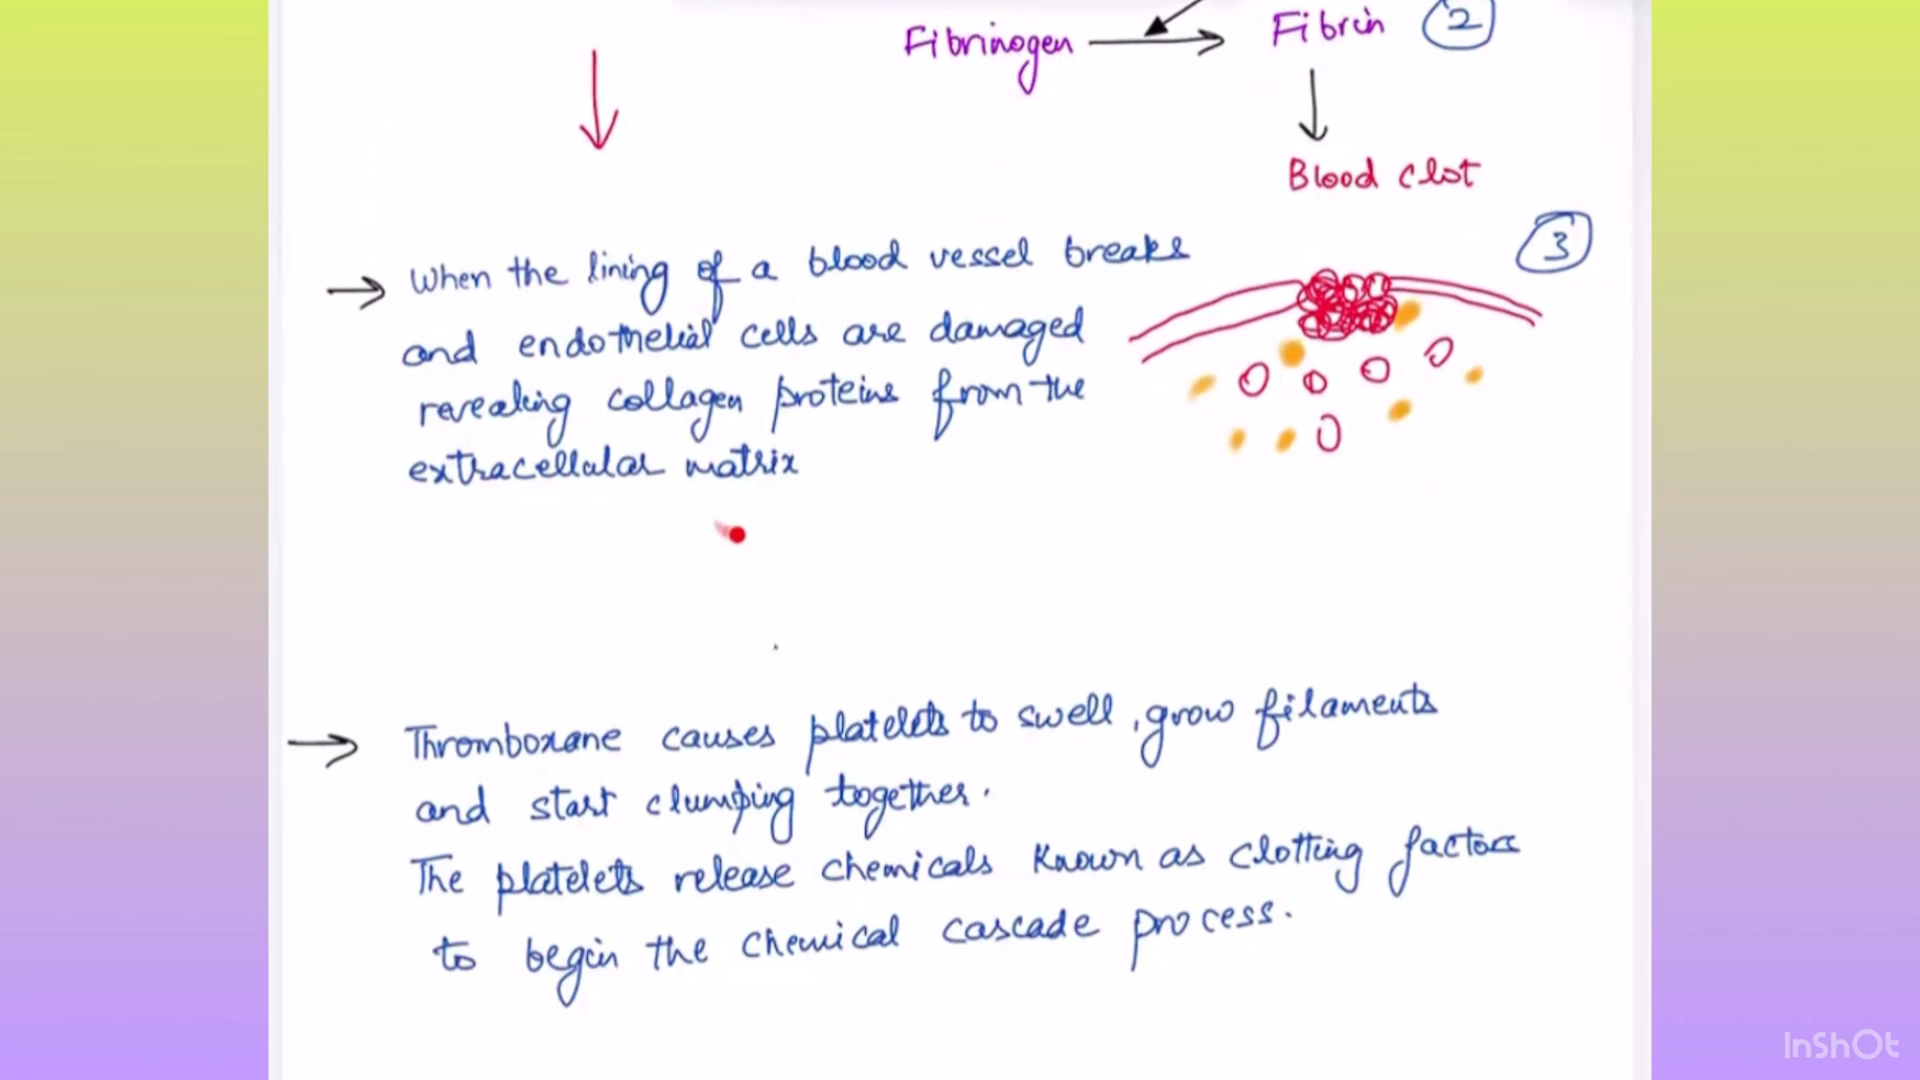 Fibrinogen → Fibrin 2
Blood clot
3
→ When the lining of a blood vessel breaks
and endothelial cells are damaged
revealing collagen proteins from the
extracellular matrix
→ Thromboxane causes platelets to swell, grow filaments
and start clumping together.
The platelets release chemicals known as clotting factors
to begin the chemical cascade process.
InShOt